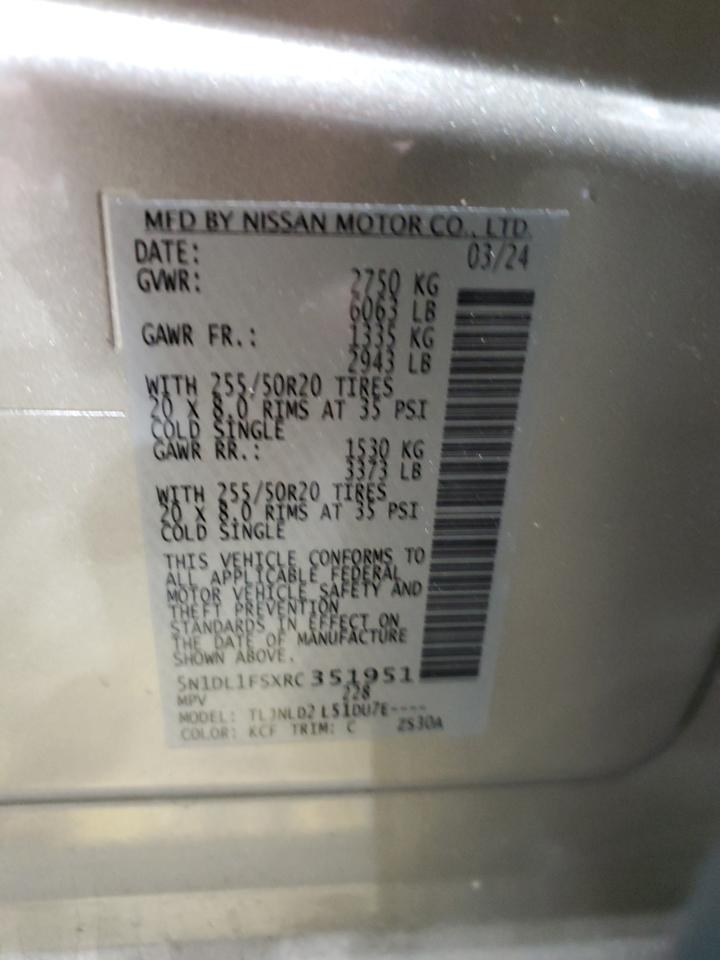 MFD BY NISSAN MOTOR CO., LTD.
DATE: 03/24
GVWR: 2750 KG
6063 LB
GAWR FR.: 1335 KG
2943 LB
WITH 255/50R20 TIRES
20 X 8.0 RIMS AT 35 PSI
COLD SINGLE
GAWR RR.: 1530 KG
3373 LB
WITH 255/50R20 TIRES
20 X 8.0 RIMS AT 35 PSI
COLD SINGLE
THIS VEHICLE CONFORMS TO
ALL APPLICABLE FEDERAL
MOTOR VEHICLE SAFETY AND
THEFT PREVENTION
STANDARDS IN EFFECT ON
THE DATE OF MANUFACTURE
SHOWN ABOVE.
5N1DL1FSXRC351951
MPV 228
MODEL: TLJNLD2 L51DU7E----
COLOR: KCF TRIM: C 2S30A